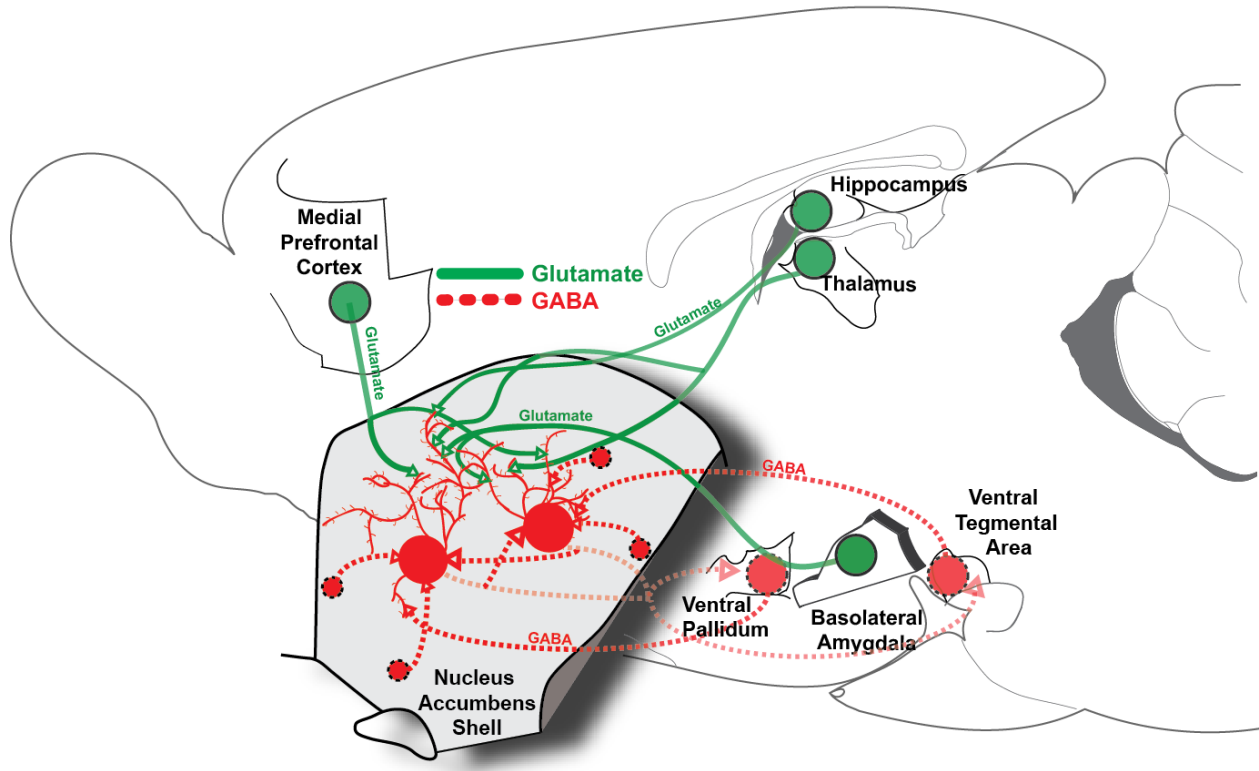 Hippocampus
Medial
Prefrontal
Cortex
Glutamate
GABA
Thalamus
Glutamate
Glutamate
Glutamate
GABA
Ventral
Tegmental
Area
Ventral
Pallidum
Basolateral
Amygdala
GABA
Nucleus
Accumbens
Shell